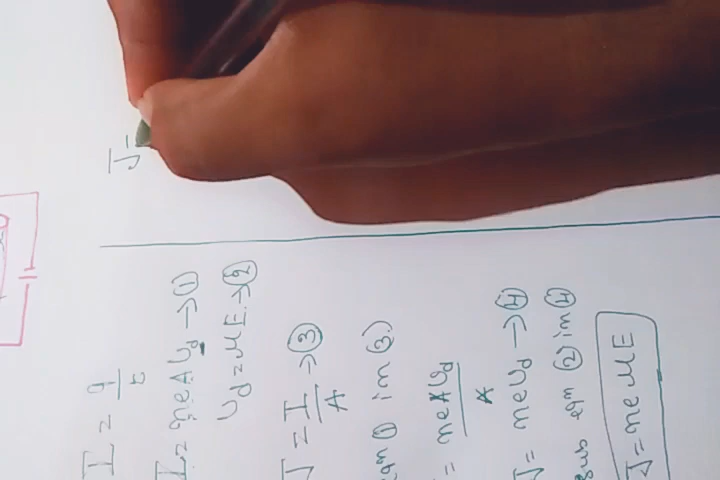 I = q/t
I = neAv_d → ①
v_d = μE. → ②
J = I/A → ③
eqn ① in ③.
= neAv_d/A
J = nev_d → ④
sub eqn ② in ④
J = neμE
J =